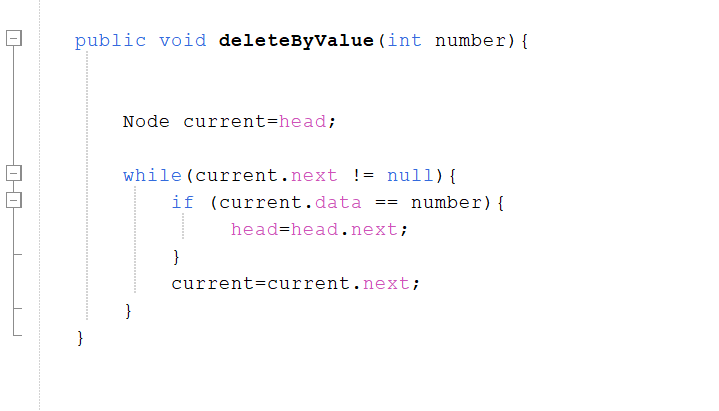 public void deleteByValue(int number){
Node current=head;
while(current.next != null){
if (current.data == number){
head=head.next;
}
current=current.next;
}
}